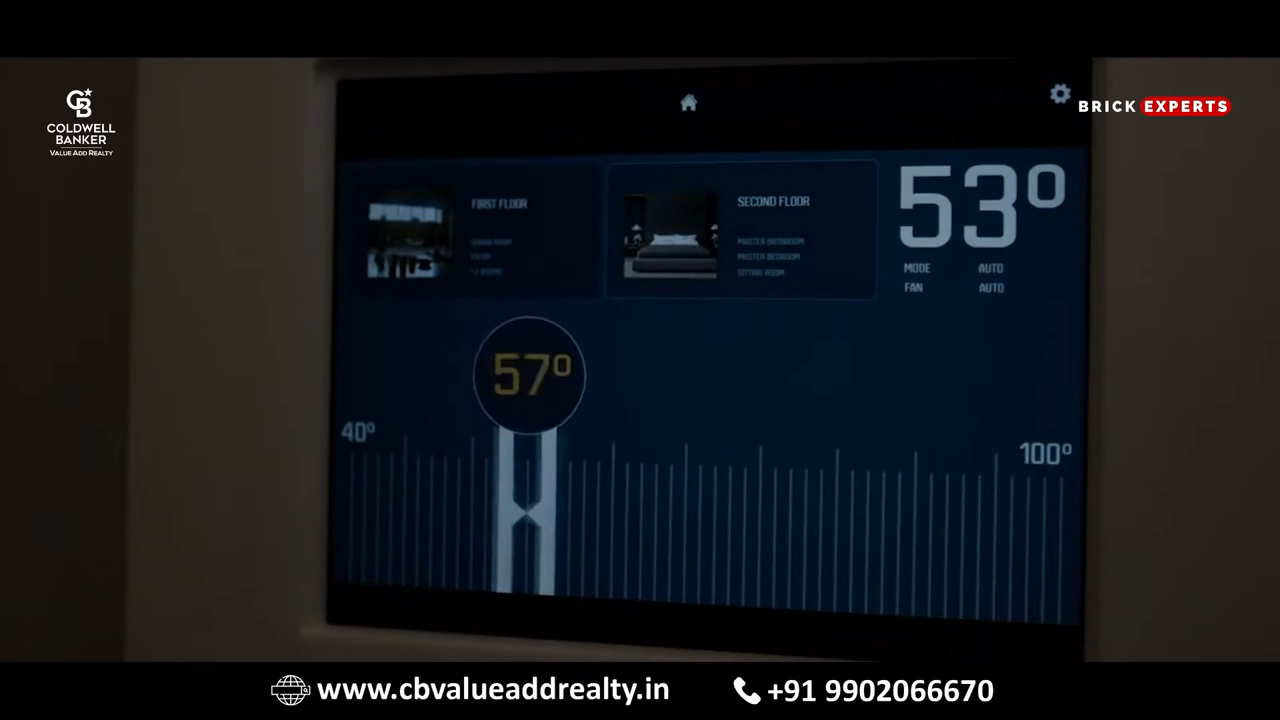 COLDWELL
BANKER
VALUE ADD REALTY
BRICK EXPERTS
FIRST FLOOR
SECOND FLOOR
MASTER BATHROOM
MASTER BEDROOM
SITTING ROOM
53°
MODE AUTO
FAN AUTO
57°
40°
100°
www.cbvalueaddrealty.in
+91 9902066670